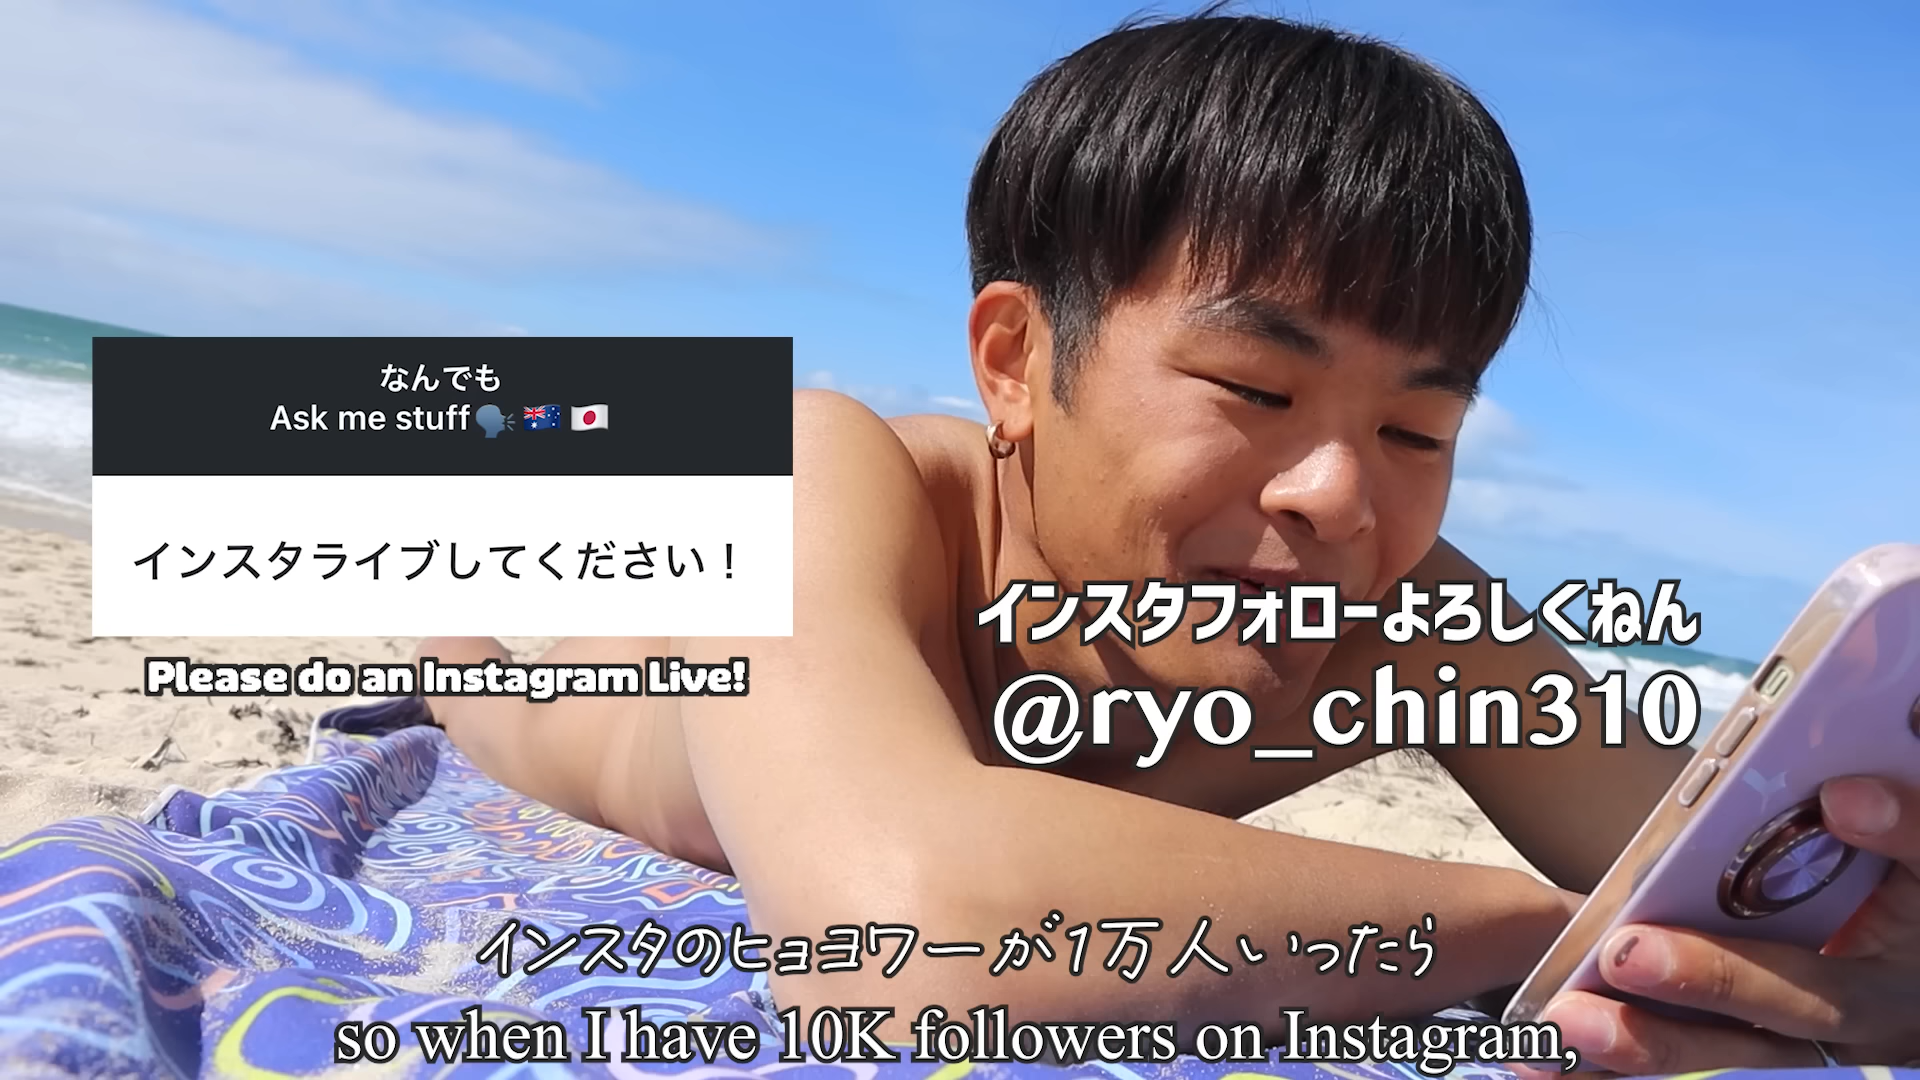 なんでも
Ask me stuff🗣️🇦🇺🇯🇵
インスタライブしてください！
Please do an Instagram Live!
インスタフォローよろしくねん
@ryo_chin310
インスタのヒョヨワーが1万人いったら
so when I have 10K followers on Instagram,